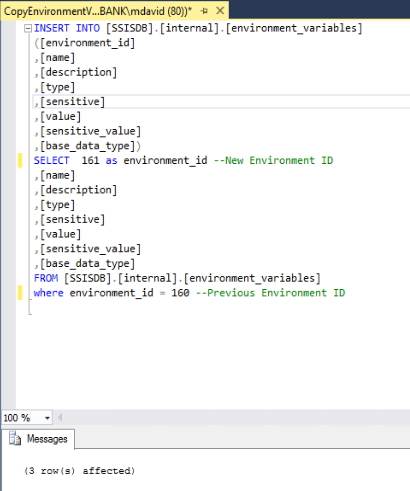 CopyEnvironmentV...BANK\mdavid (80))*
INSERT INTO [SSISDB].[internal].[environment_variables]
([environment_id]
,[name]
,[description]
,[type]
,[sensitive]
,[value]
,[sensitive_value]
,[base_data_type])
SELECT  161 as environment_id --New Environment ID
,[name]
,[description]
,[type]
,[sensitive]
,[value]
,[sensitive_value]
,[base_data_type]
FROM [SSISDB].[internal].[environment_variables]
where environment_id = 160 --Previous Environment ID
100 %
Messages
(3 row(s) affected)